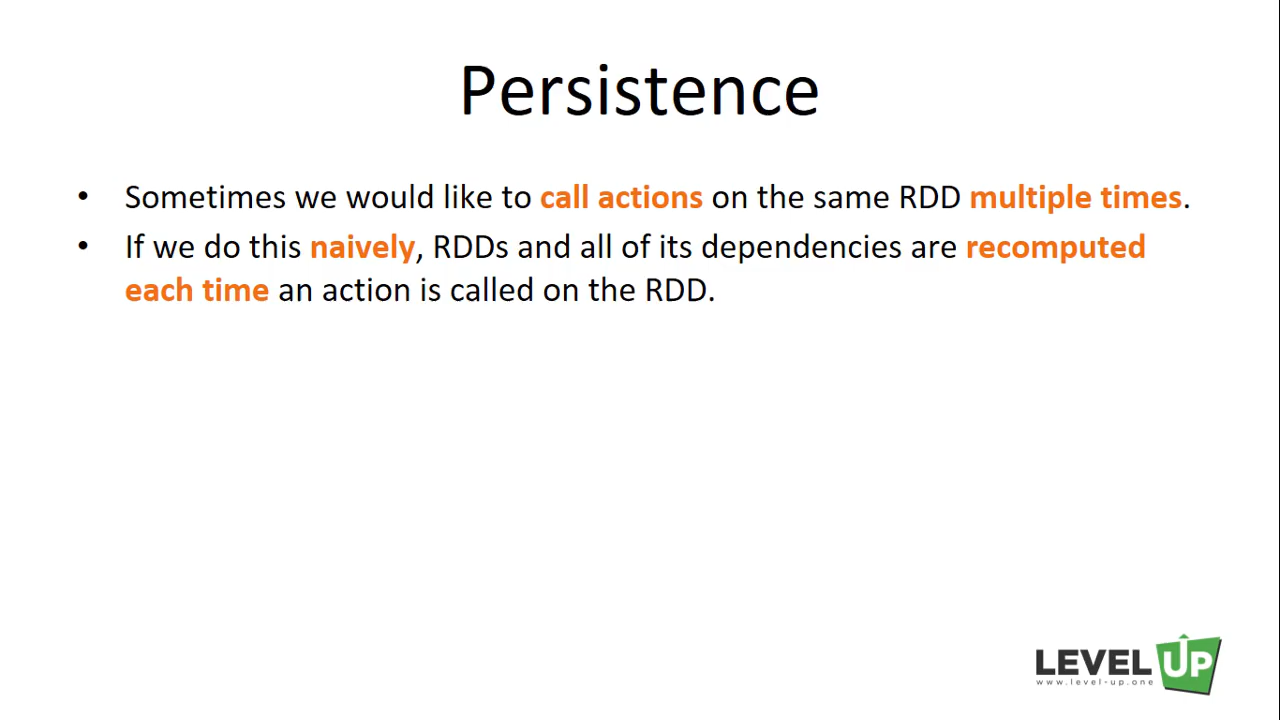 Persistence
• Sometimes we would like to call actions on the same RDD multiple times.
• If we do this naively, RDDs and all of its dependencies are recomputed
each time an action is called on the RDD.
LEVEL UP
www.level-up.one